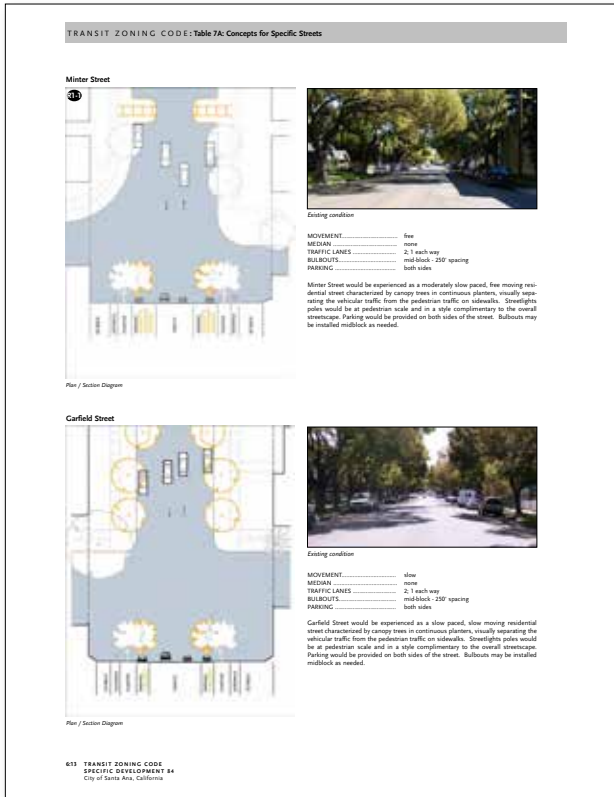 TRANSIT ZONING CODE: Table 7A: Concepts for Specific Streets
Minter Street
R1-1
Existing condition
MOVEMENT.............................. free
MEDIAN .................................. none
TRAFFIC LANES ....................... 2; 1 each way
BULBOUTS.............................. mid-block - 250' spacing
PARKING ................................ both sides
Minter Street would be experienced as a moderately slow paced, free moving resi-
dential street characterized by canopy trees in continuous planters, visually sepa-
rating the vehicular traffic from the pedestrian traffic on sidewalks. Streetlights
poles would be at pedestrian scale and in a style complimentary to the overall
streetscape. Parking would be provided on both sides of the street. Bulbouts may
be installed midblock as needed.
Plan / Section Diagram
Garfield Street
Existing condition
MOVEMENT.............................. slow
MEDIAN .................................. none
TRAFFIC LANES ....................... 2; 1 each way
BULBOUTS.............................. mid-block - 250' spacing
PARKING ................................ both sides
Garfield Street would be experienced as a slow paced, slow moving residential
street characterized by canopy trees in continuous planters, visually separating the
vehicular traffic from the pedestrian traffic on sidewalks. Streetlights poles would
be at pedestrian scale and in a style complimentary to the overall streetscape.
Parking would be provided on both sides of the street. Bulbouts may be installed
midblock as needed.
Plan / Section Diagram
6:13 TRANSIT ZONING CODE
SPECIFIC DEVELOPMENT 84
City of Santa Ana, California